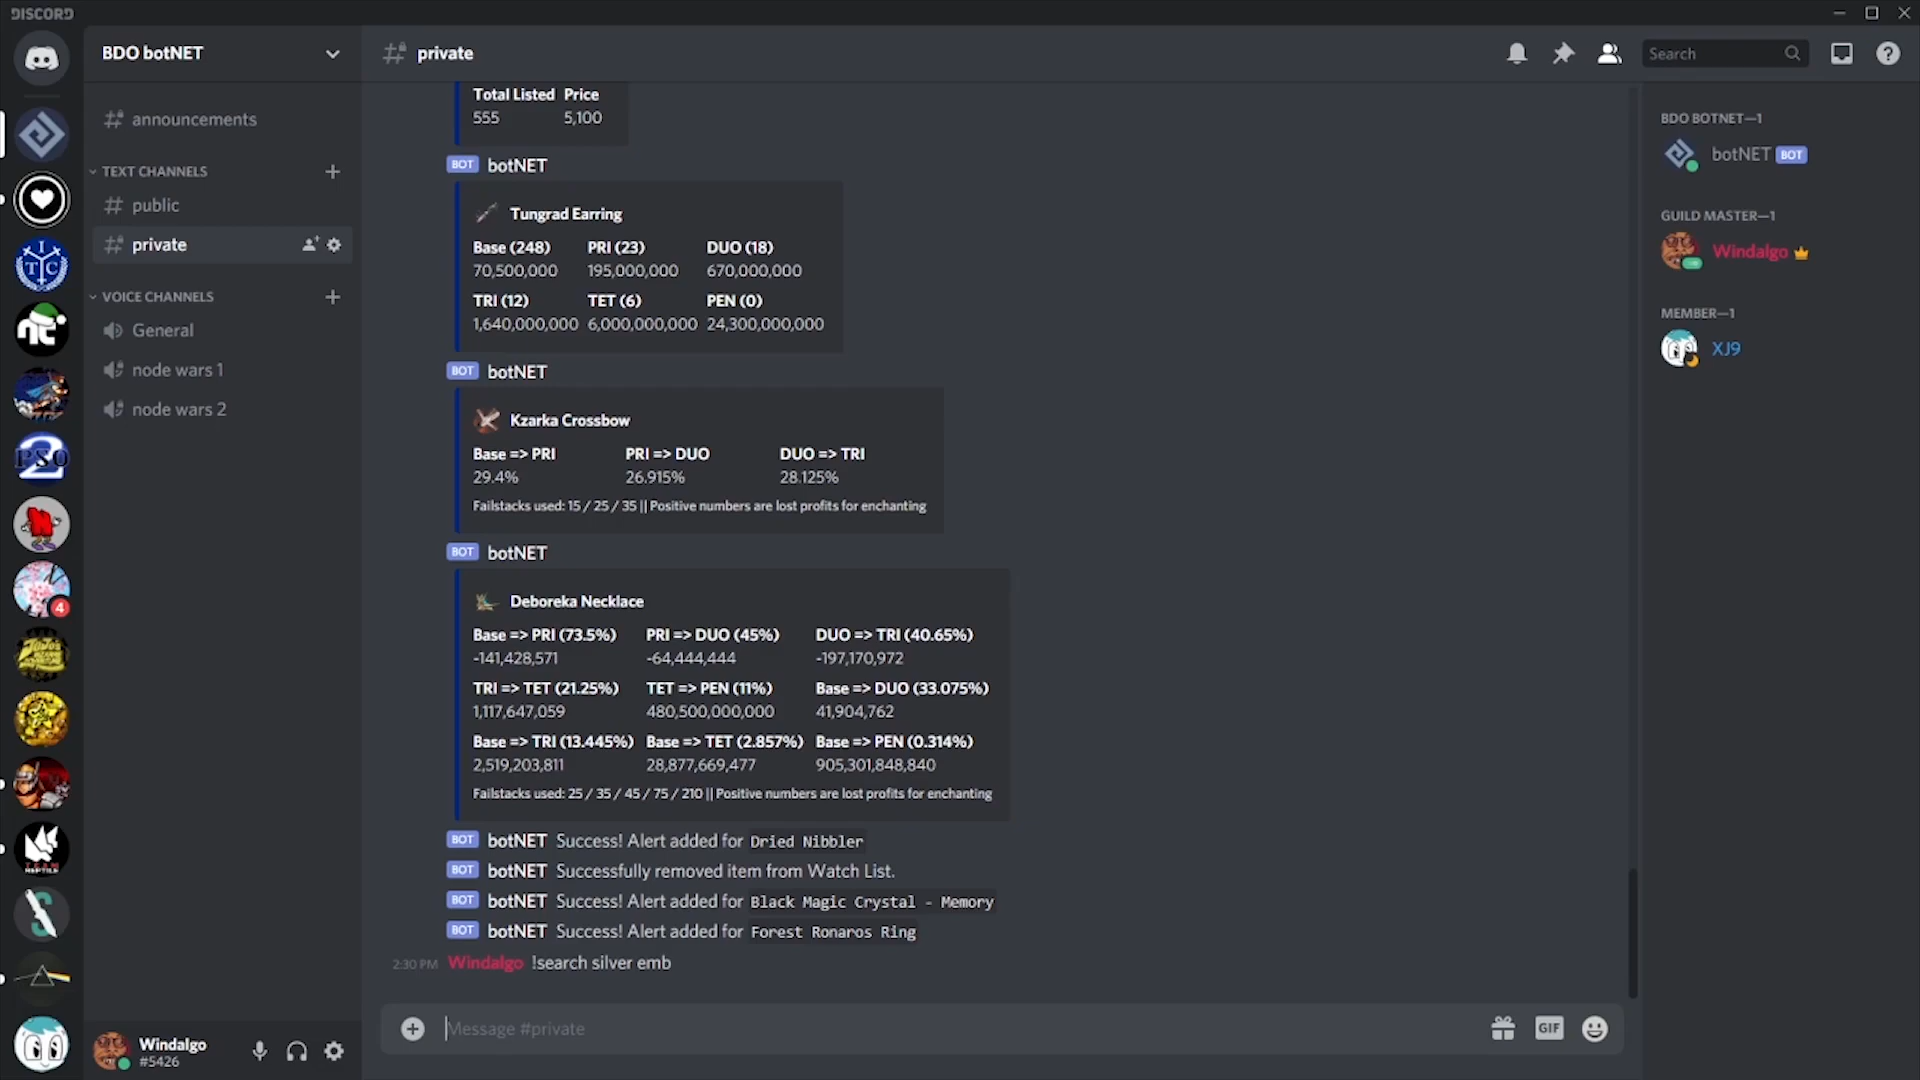 DISCORD
BDO botNET
private
Search
announcements
TEXT CHANNELS
public
private
VOICE CHANNELS
General
node wars 1
node wars 2
Total Listed Price
555 5,100
BOT botNET
Tungrad Earring
Base (248) PRI (23) DUO (18)
70,500,000 195,000,000 670,000,000
TRI (12) TET (6) PEN (0)
1,640,000,000 6,000,000,000 24,300,000,000
BOT botNET
Kzarka Crossbow
Base => PRI PRI => DUO DUO => TRI
29.4% 26.915% 28.125%
Failstacks used: 15 / 25 / 35 || Positive numbers are lost profits for enchanting
BOT botNET
Deboreka Necklace
Base => PRI (73.5%) PRI => DUO (45%) DUO => TRI (40.65%)
-141,428,571 -64,444,444 -197,170,972
TRI => TET (21.25%) TET => PEN (11%) Base => DUO (33.075%)
1,117,647,059 480,500,000,000 41,904,762
Base => TRI (13.445%) Base => TET (2.857%) Base => PEN (0.314%)
2,519,203,811 28,877,669,477 905,301,848,840
Failstacks used: 25 / 35 / 45 / 75 / 210 || Positive numbers are lost profits for enchanting
BOT botNET Success! Alert added for Dried Nibbler
BOT botNET Successfully removed item from Watch List.
BOT botNET Success! Alert added for Black Magic Crystal - Memory
BOT botNET Success! Alert added for Forest Ronaros Ring
2:30 PM Windalgo !search silver emb
Message #private
GIF
BDO BOTNET—1
botNET BOT
GUILD MASTER—1
Windalgo
MEMBER—1
XJ9
ITC
nc
PSO2
4
TEAM REPTILE
Windalgo
#5426